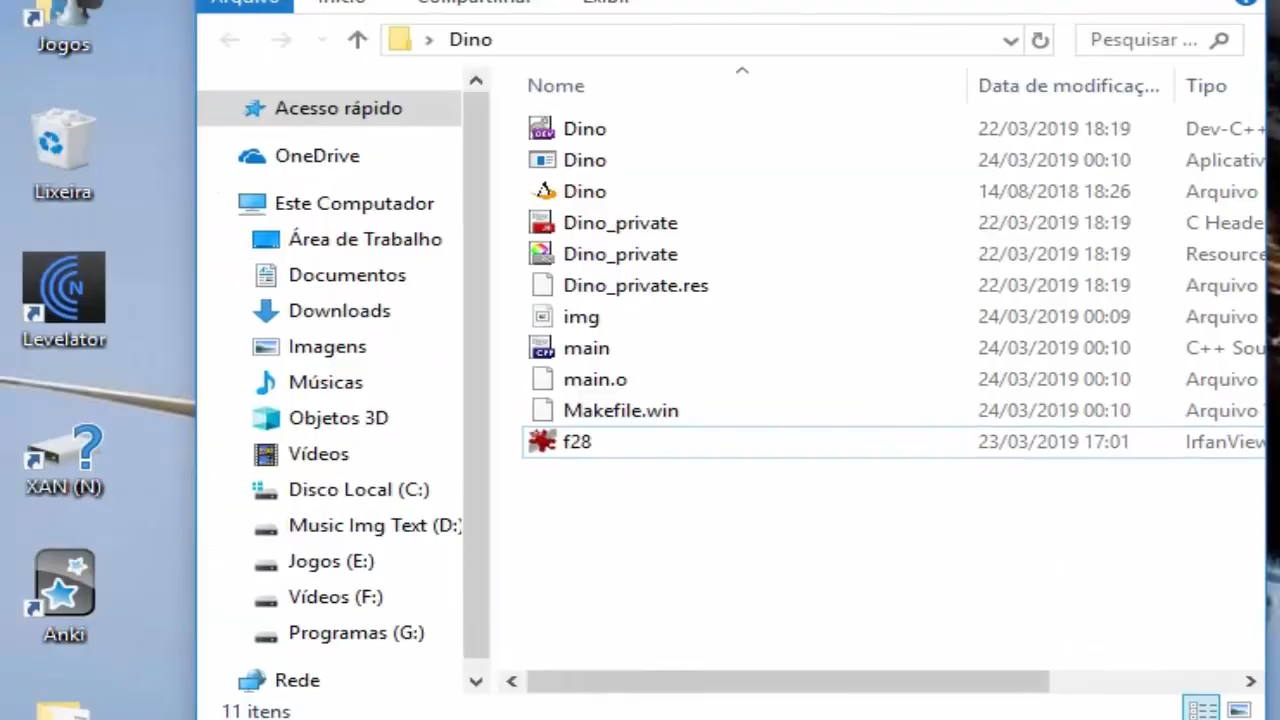 Arquivo Início Compartilhar Exibir
Jogos
Lixeira
Levelator
XAN (N)
Anki
Dino
Pesquisar ...
Acesso rápido
OneDrive
Este Computador
Área de Trabalho
Documentos
Downloads
Imagens
Músicas
Objetos 3D
Vídeos
Disco Local (C:)
Music Img Text (D:)
Jogos (E:)
Vídeos (F:)
Programas (G:)
Rede
Nome Data de modificaç... Tipo
Dino 22/03/2019 18:19 Dev-C++
Dino 24/03/2019 00:10 Aplicativ
Dino 14/08/2018 18:26 Arquivo
Dino_private 22/03/2019 18:19 C Heade
Dino_private 22/03/2019 18:19 Resource
Dino_private.res 22/03/2019 18:19 Arquivo
img 24/03/2019 00:09 Arquivo
main 24/03/2019 00:10 C++ Sou
main.o 24/03/2019 00:10 Arquivo
Makefile.win 24/03/2019 00:10 Arquivo
f28 23/03/2019 17:01 IrfanView
11 itens